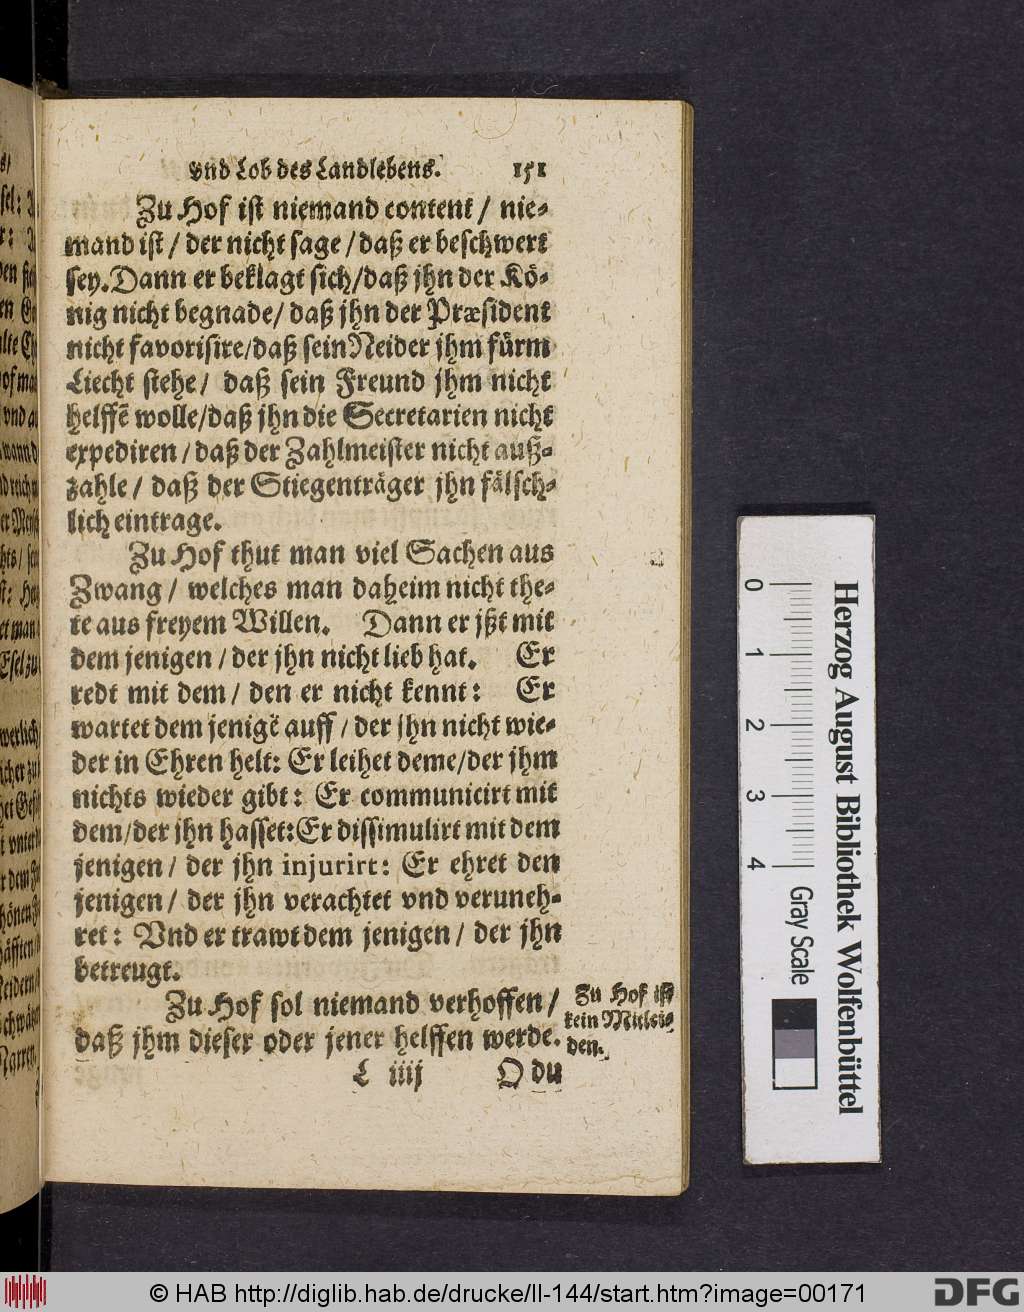 vnd Lob des Landlebens. 151
Zu Hof ist niemand content / nie-
mand ist / der nicht sage / daß er beschwert
sey. Dann er beklagt sich / daß jhn der Kö-
nig nicht begnade / daß jhn der Præsident
nicht favorisire / daß sein Neider jhm fürm
Liecht stehe / daß sein Freund jhm nicht
helffẽ wolle / daß jhn die Secretarien nicht
expediren / daß der Zahlmeister nicht auß-
zahle / daß der Stiegenträger jhn fälsch-
lich eintrage.
Zu Hof thut man viel Sachen aus
Zwang / welches man daheim nicht the-
te aus freyem Willen. Dann er jßt mit
dem jenigen / der jhn nicht lieb hat. Er
redt mit dem / den er nicht kennt: Er
wartet dem jenigẽ auff / der jhn nicht wie-
der in Ehren helt: Er leihet deme / der jhm
nichts wieder gibt: Er communicirt mit
dem / der jhn hasset: Er dissimulirt mit dem
jenigen / der jhn injurirt: Er ehret den
jenigen / der jhn verachtet vnd veruneh-
ret: Vnd er trawt dem jenigen / der jhn
betreugt.
Zu Hof sol niemand verhoffen /
daß jhm dieser oder jener helffen werde.
Zu Hof ist
kein Mitlei-
den.
L iiij O du
Herzog August Bibliothek Wolfenbüttel
0 1 2 3 4
Gray Scale
© HAB http://diglib.hab.de/drucke/ll-144/start.htm?image=00171
DFG